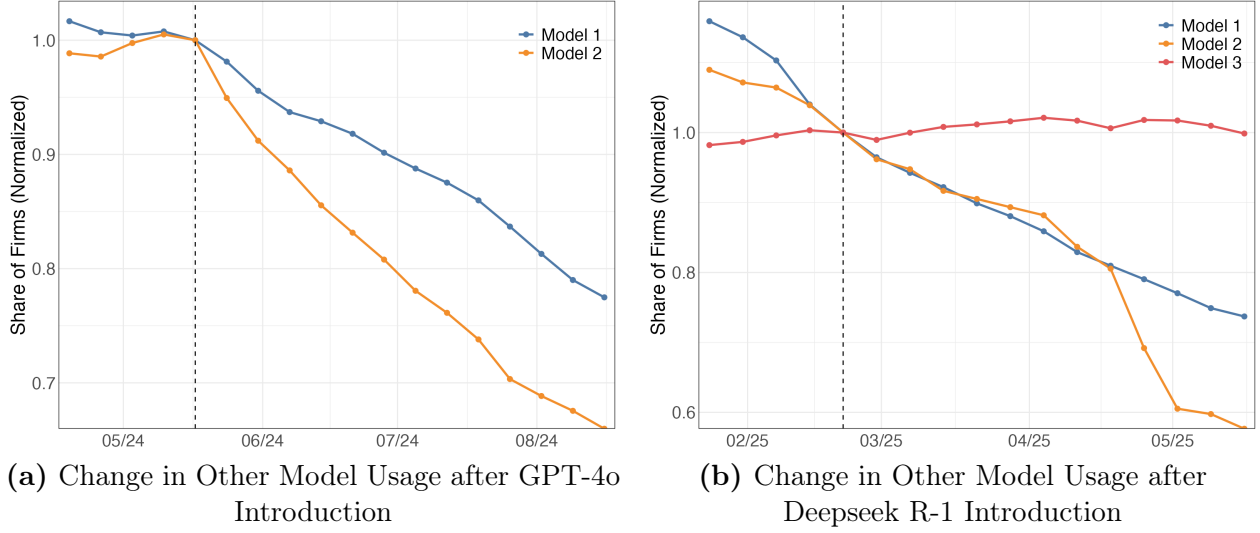 Share of Firms (Normalized)
1.0
0.9
0.8
0.7
05/24
06/24
07/24
08/24
Model 1
Model 2
(a) Change in Other Model Usage after GPT-4o
Introduction
Share of Firms (Normalized)
1.0
0.8
0.6
02/25
03/25
04/25
05/25
Model 1
Model 2
Model 3
(b) Change in Other Model Usage after
Deepseek R-1 Introduction